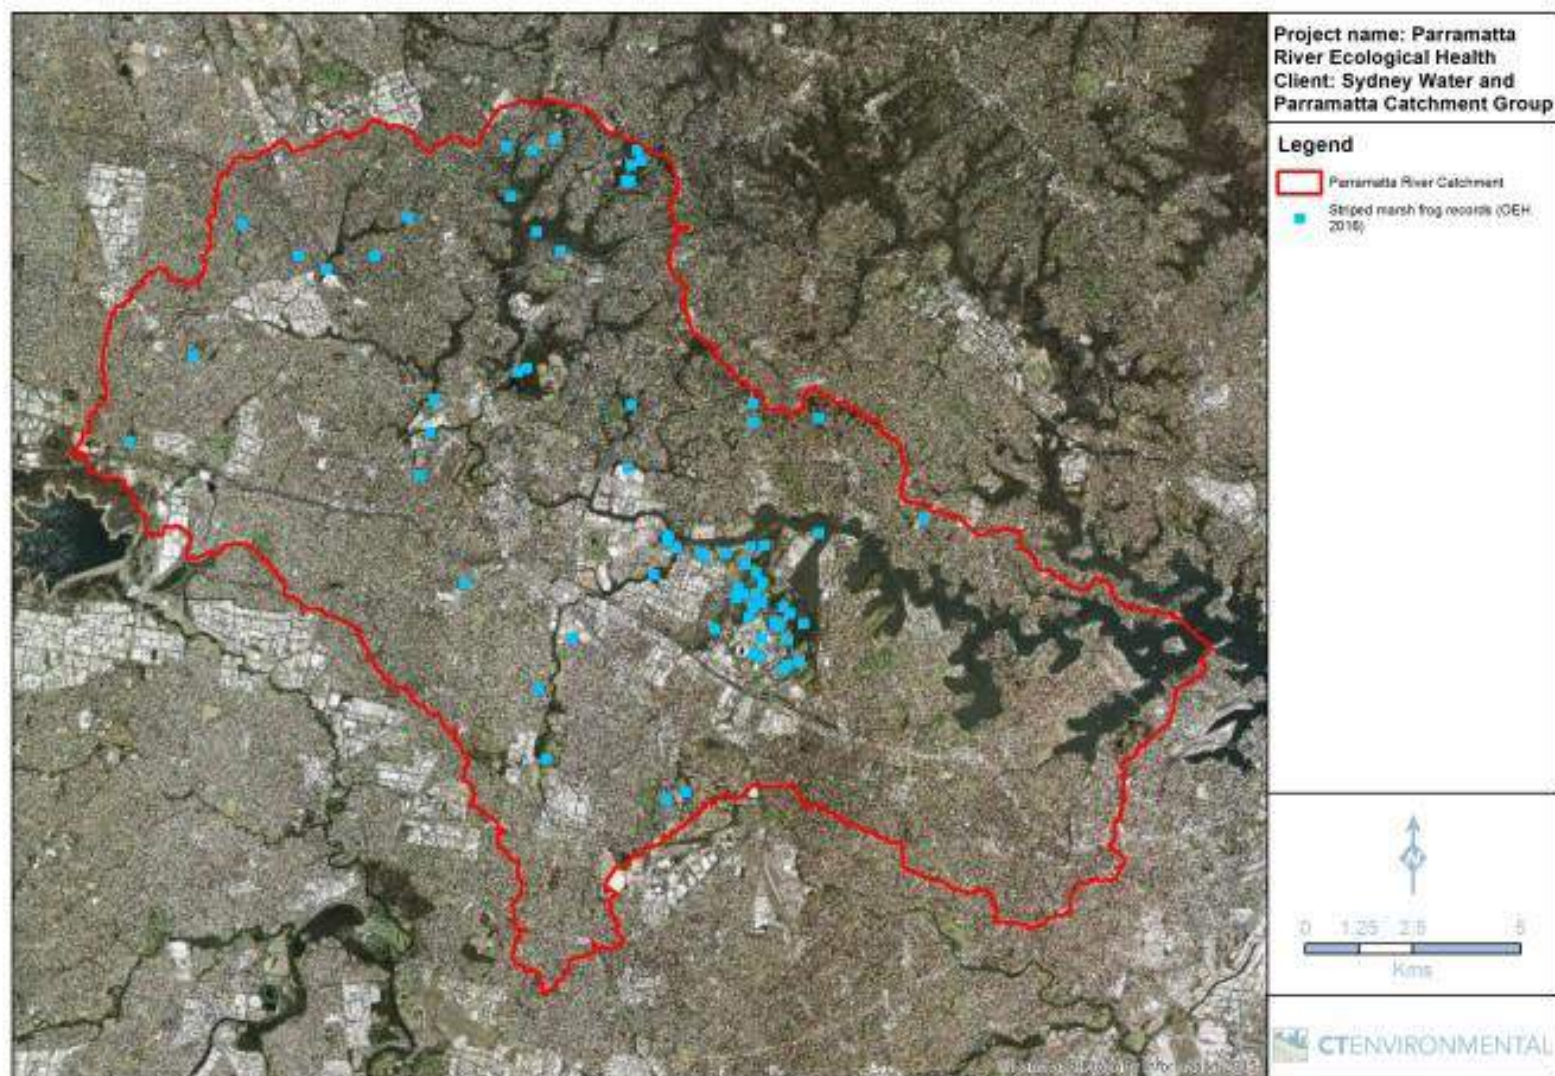 Project name: Parramatta
River Ecological Health
Client: Sydney Water and
Parramatta Catchment Group
Legend
Parramatta River Catchment
Striped marsh frog records (OEH
2016)
N
0 1.25 2.5 5
Kms
CTENVIRONMENTAL